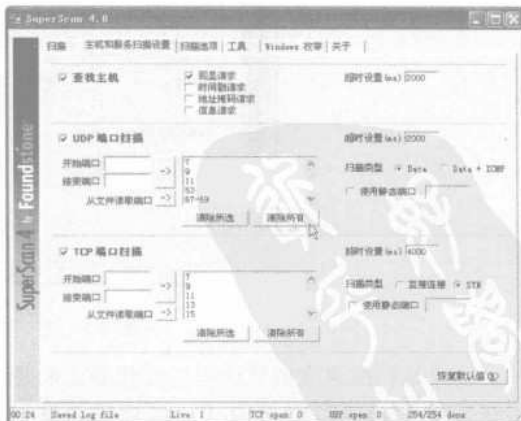 SuperScan 4.0
扫描 主机和服务扫描设置 扫描选项 工具 Windows 枚举 关于
查找主机
回显请求
时间戳请求
地址掩码请求
信息请求
超时设置(ms) 2000
UDP 端口扫描
超时设置(ms) 2000
开始端口
结束端口
从文件读取端口
->
->
7
9
11
53
67-69
清除所选 清除所有
扫描类型 Data Data + ICMP
使用静态端口
TCP 端口扫描
超时设置(ms) 4000
开始端口
结束端口
从文件读取端口
->
->
7
9
11
13
15
清除所选 清除所有
扫描类型 直接连接 SYN
使用静态端口
恢复默认值(R)
SuperScan 4 by Foundstone
00:24 Saved log file Live: 1 TCP open: 0 UDP open: 0 254/254 done